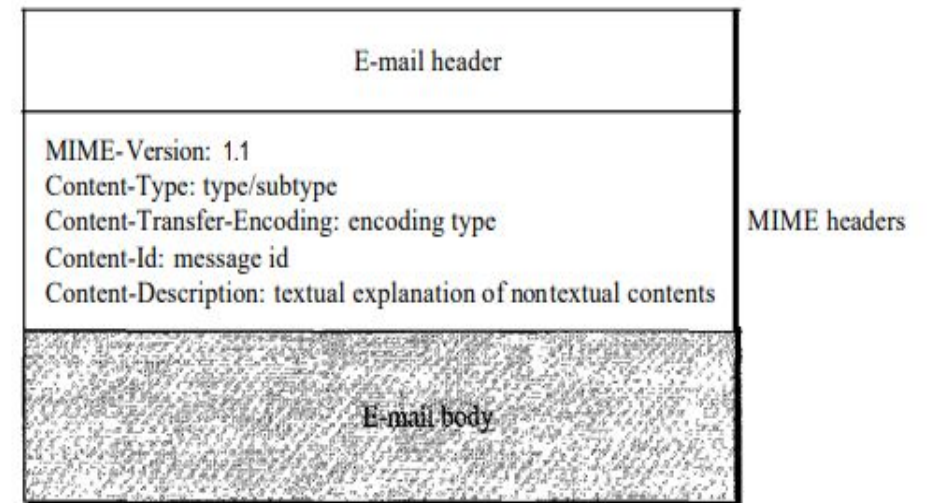 E-mail header
MIME-Version: 1.1
Content-Type: type/subtype
Content-Transfer-Encoding: encoding type
Content-Id: message id
Content-Description: textual explanation of nontextual contents
MIME headers
E-mail body